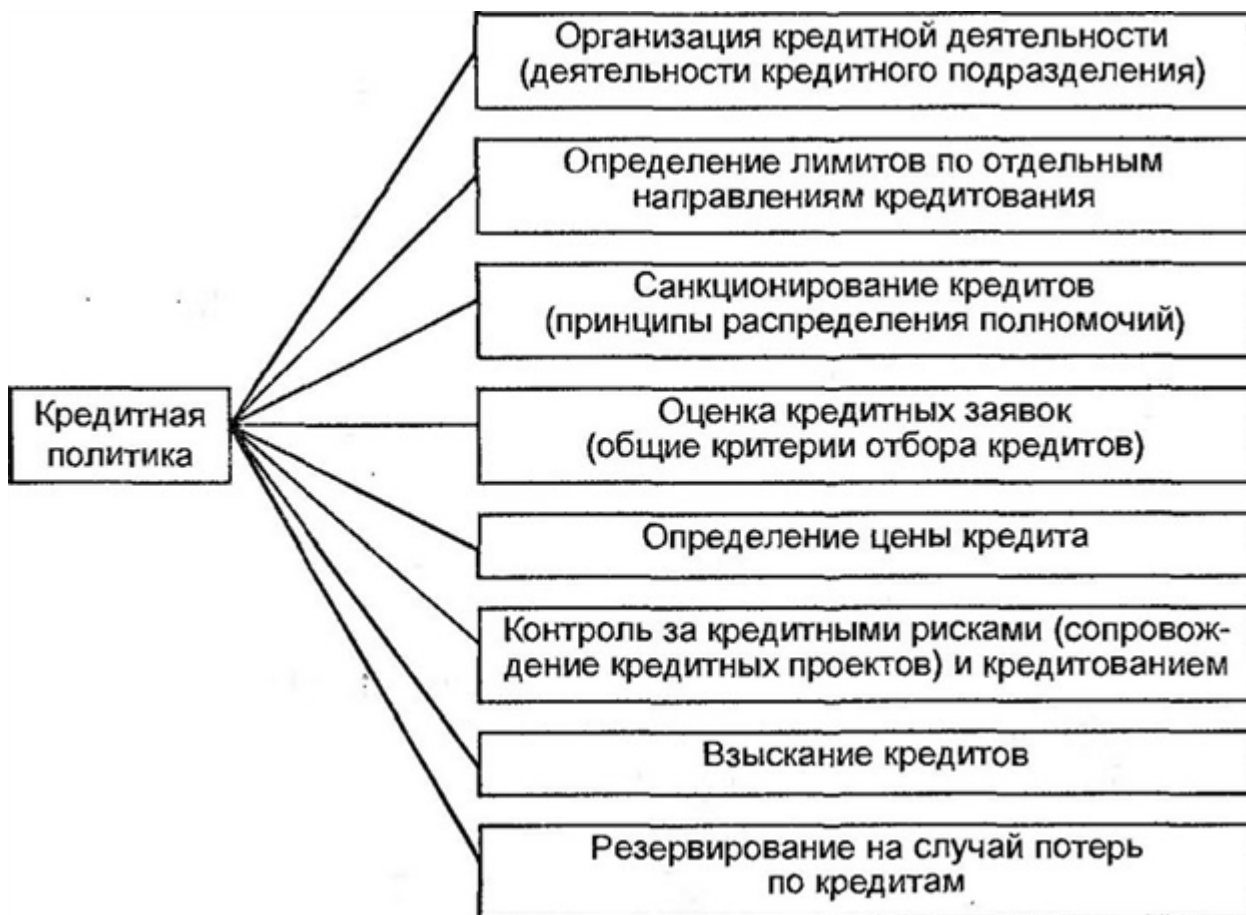 Организация кредитной деятельности
(деятельности кредитного подразделения)
Определение лимитов по отдельным
направлениям кредитования
Санкционирование кредитов
(принципы распределения полномочий)
Кредитная
политика
Оценка кредитных заявок
(общие критерии отбора кредитов)
Определение цены кредита
Контроль за кредитными рисками (сопровож-
дение кредитных проектов) и кредитованием
Взыскание кредитов
Резервирование на случай потерь
по кредитам